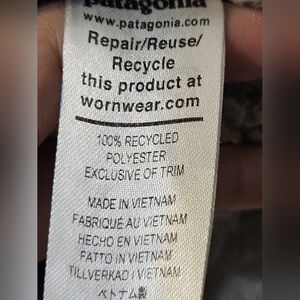 patagonia
www.patagonia.com
Repair/Reuse/
Recycle
this product at
wornwear.com
100% RECYCLED
POLYESTER
EXCLUSIVE OF TRIM
MADE IN VIETNAM
FABRIQUÉ AU VIETNAM
HECHO EN VIETNAM
FATTO IN VIETNAM
TILLVERKAD I VIETNAM
ベトナム製